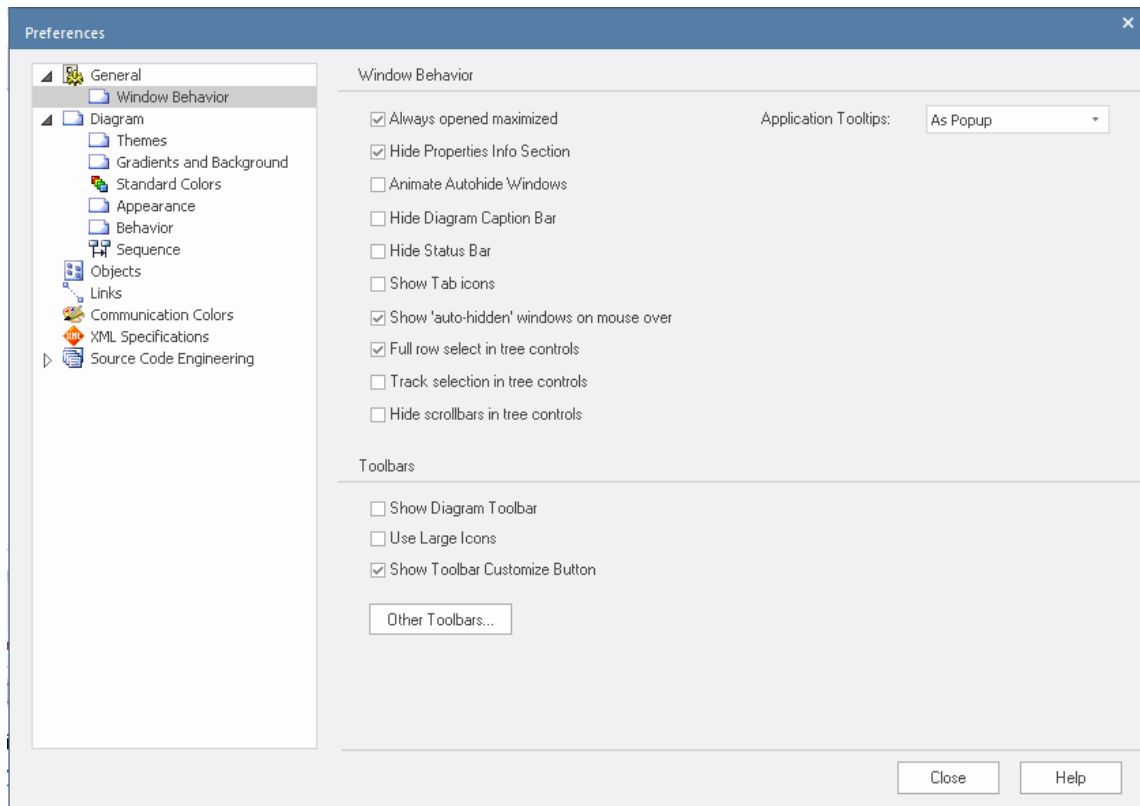 Preferences
General
Window Behavior
Diagram
Themes
Gradients and Background
Standard Colors
Appearance
Behavior
Sequence
Objects
Links
Communication Colors
XML Specifications
Source Code Engineering
Window Behavior
Always opened maximized
Application Tooltips: As Popup
Hide Properties Info Section
Animate Autohide Windows
Hide Diagram Caption Bar
Hide Status Bar
Show Tab icons
Show 'auto-hidden' windows on mouse over
Full row select in tree controls
Track selection in tree controls
Hide scrollbars in tree controls
Toolbars
Show Diagram Toolbar
Use Large Icons
Show Toolbar Customize Button
Other Toolbars...
Close Help